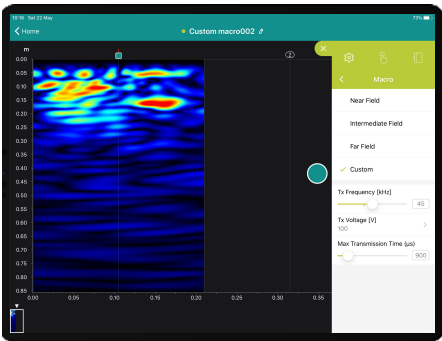 10:16 Sat 22 May
73%
Home
Custom macro002
m
0.00
0.05
0.10
0.15
0.20
0.25
0.30
0.35
0.40
0.45
0.50
0.55
0.60
0.65
0.70
0.75
0.80
0.85
0.00 0.05 0.10 0.15 0.20 0.25 0.30 0.35
2
Macro
Near Field
Intermediate Field
Far Field
Custom
Tx Frequency [kHz]
45
Tx Voltage [V]
100
Max Transmission Time (µs)
900